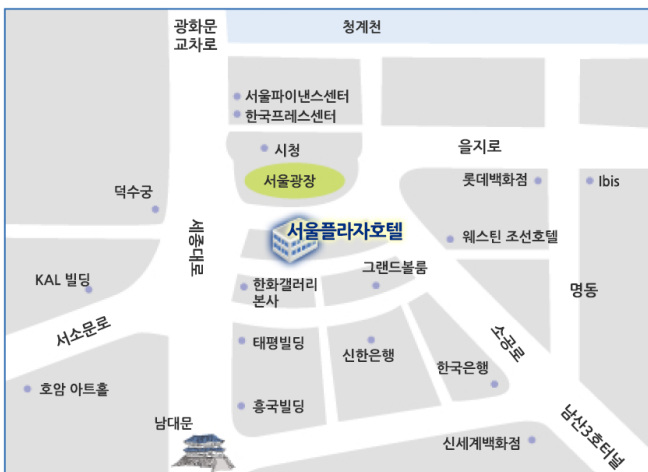 광화문
교차로
청계천
서울파이낸스센터
한국프레스센터
시청
을지로
서울광장
롯데백화점
Ibis
덕수궁
세종대로
서울플라자호텔
웨스틴 조선호텔
KAL 빌딩
한화갤러리
본사
그랜드볼룸
명동
서소문로
태평빌딩
신한은행
소공로
한국은행
호암 아트홀
흥국빌딩
남대문
신세계백화점
남산3호터널